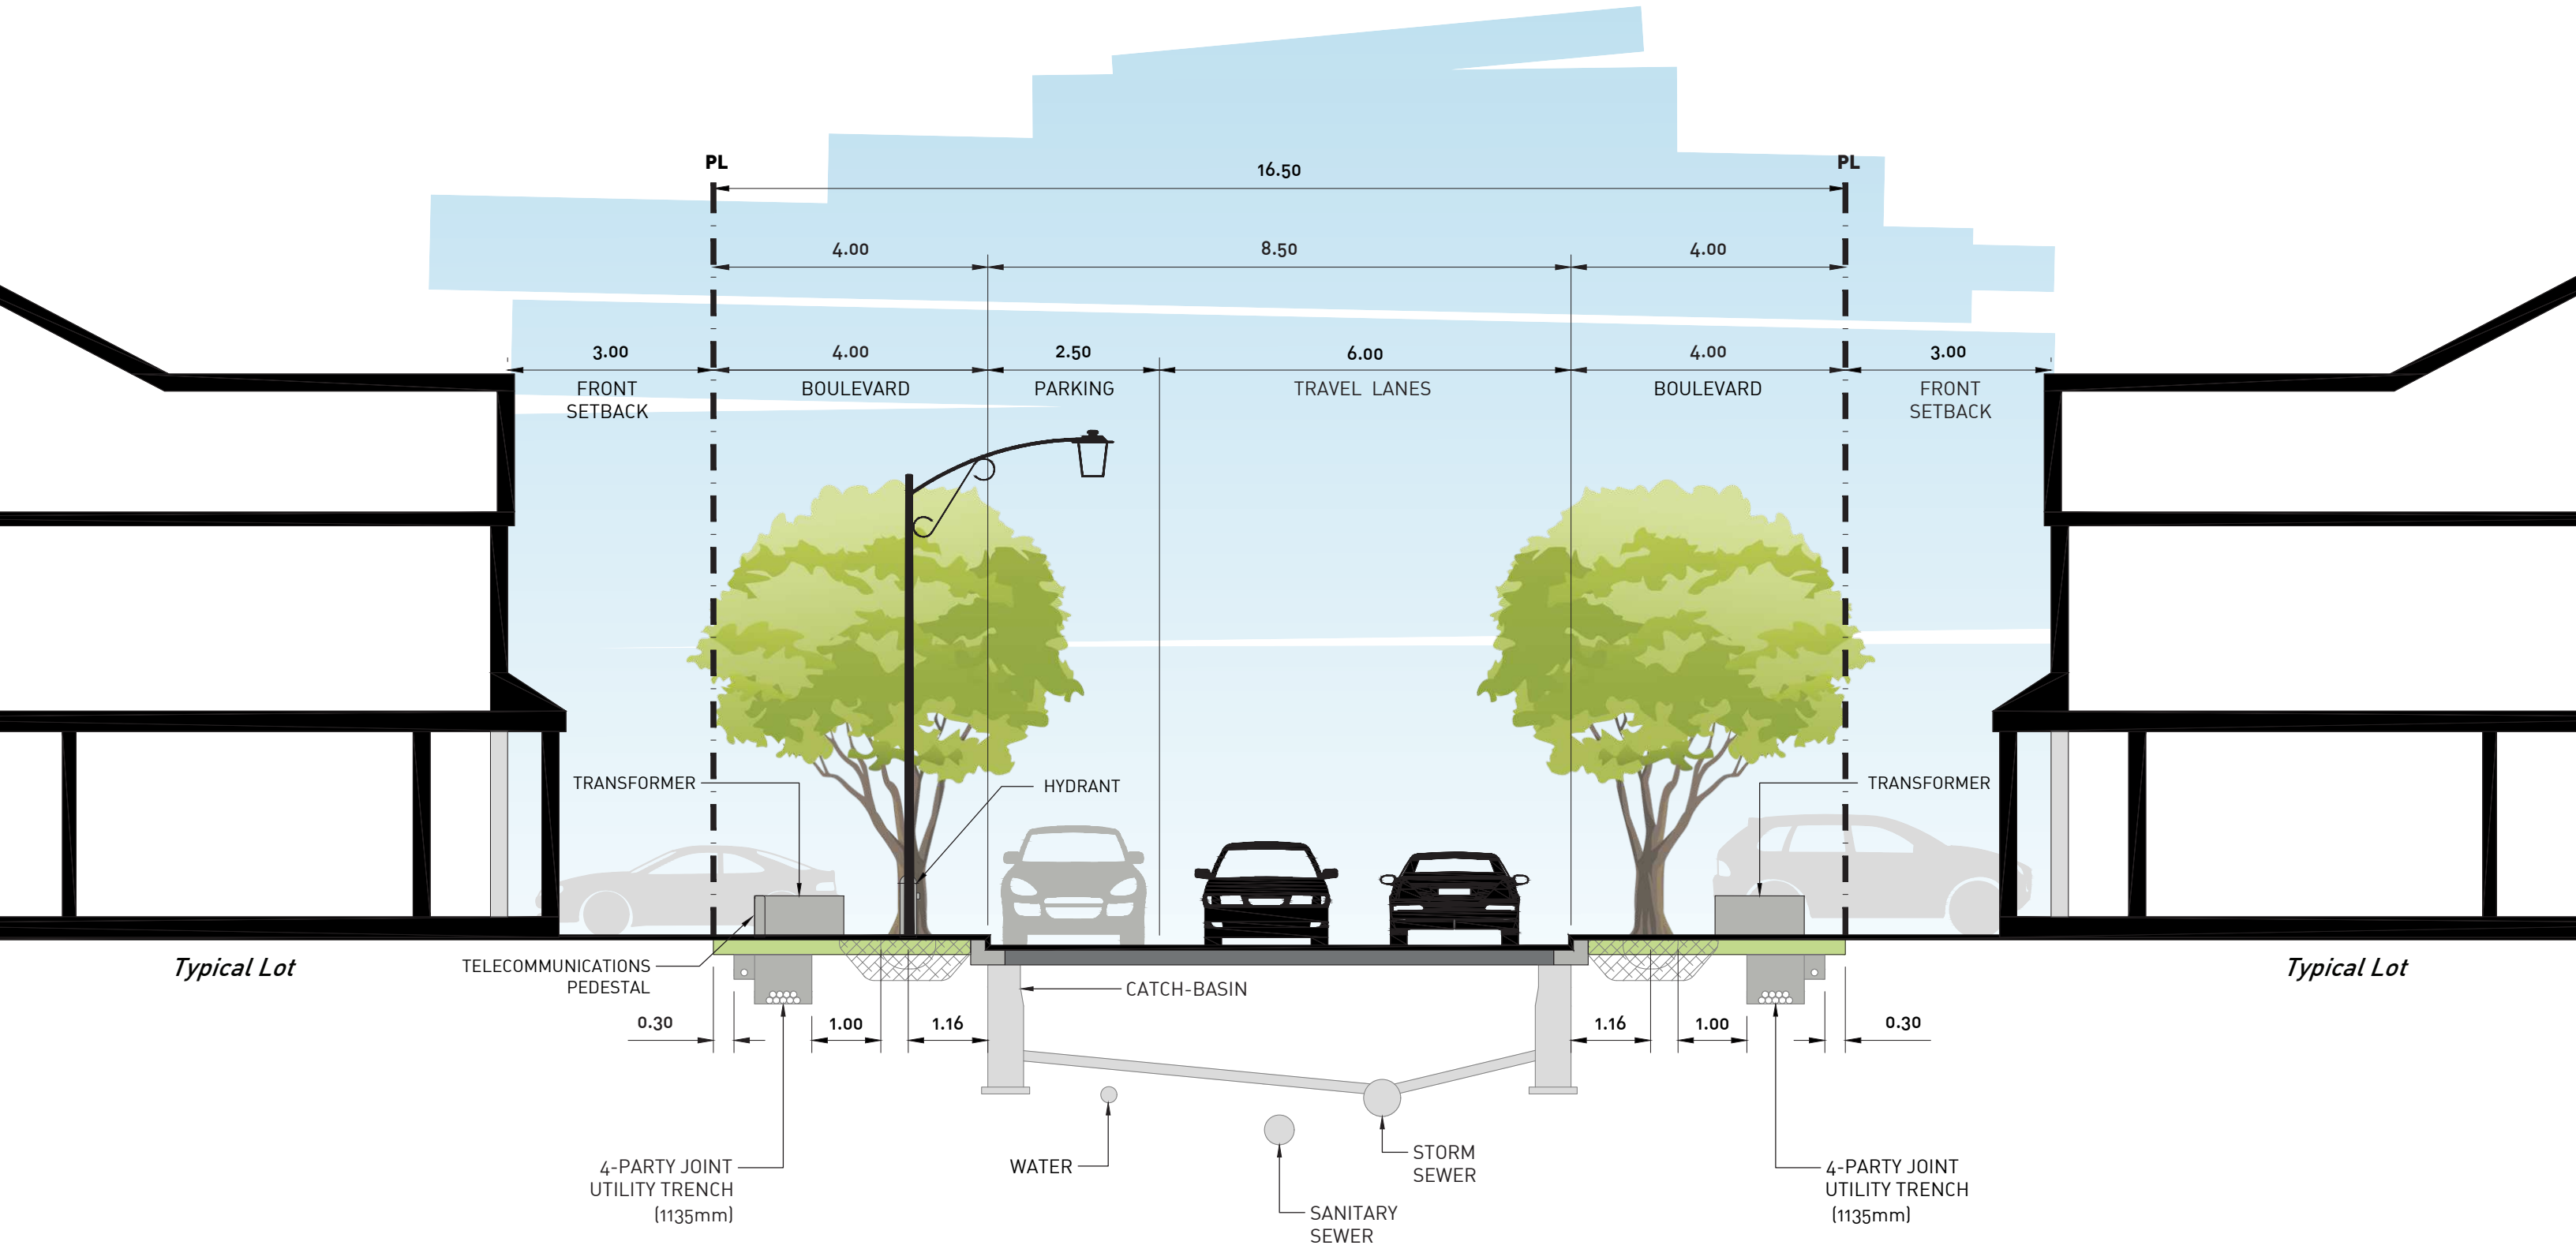 PL
PL
16.50
4.00
8.50
4.00
3.00
4.00
2.50
6.00
4.00
3.00
FRONT
SETBACK
BOULEVARD
PARKING
TRAVEL LANES
BOULEVARD
FRONT
SETBACK
TRANSFORMER
HYDRANT
TRANSFORMER
Typical Lot
TELECOMMUNICATIONS
PEDESTAL
CATCH-BASIN
Typical Lot
0.30
1.00
1.16
1.16
1.00
0.30
4-PARTY JOINT
UTILITY TRENCH
(1135mm)
WATER
STORM
SEWER
SANITARY
SEWER
4-PARTY JOINT
UTILITY TRENCH
(1135mm)